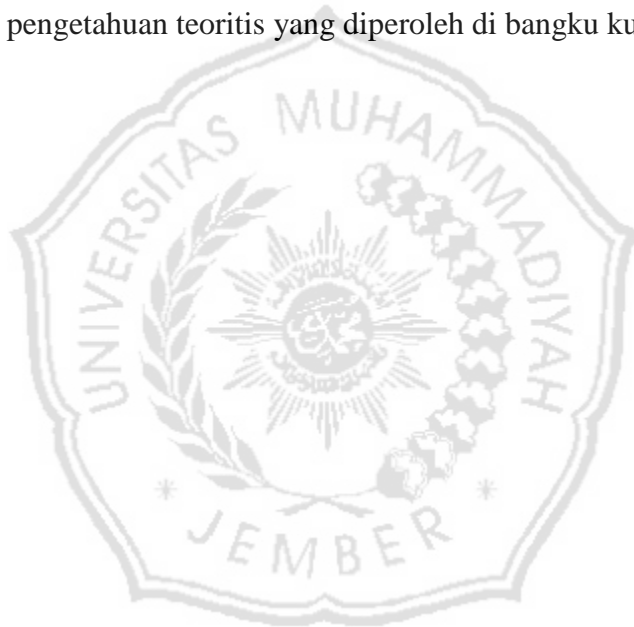 pengetahuan teoritis yang diperoleh di bangku ku
UNIVERSITAS MUHAMMADIYAH
JEMBER